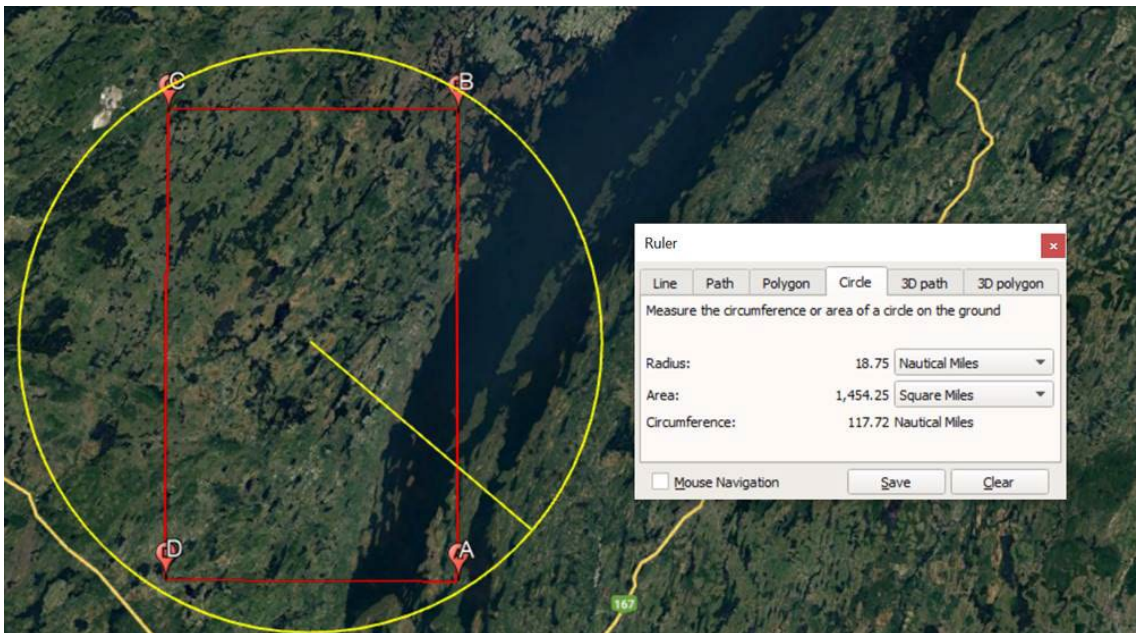 C
B
D
A
167
Ruler
Line Path Polygon Circle 3D path 3D polygon
Measure the circumference or area of a circle on the ground
Radius: 18.75 Nautical Miles
Area: 1,454.25 Square Miles
Circumference: 117.72 Nautical Miles
Mouse Navigation Save Clear